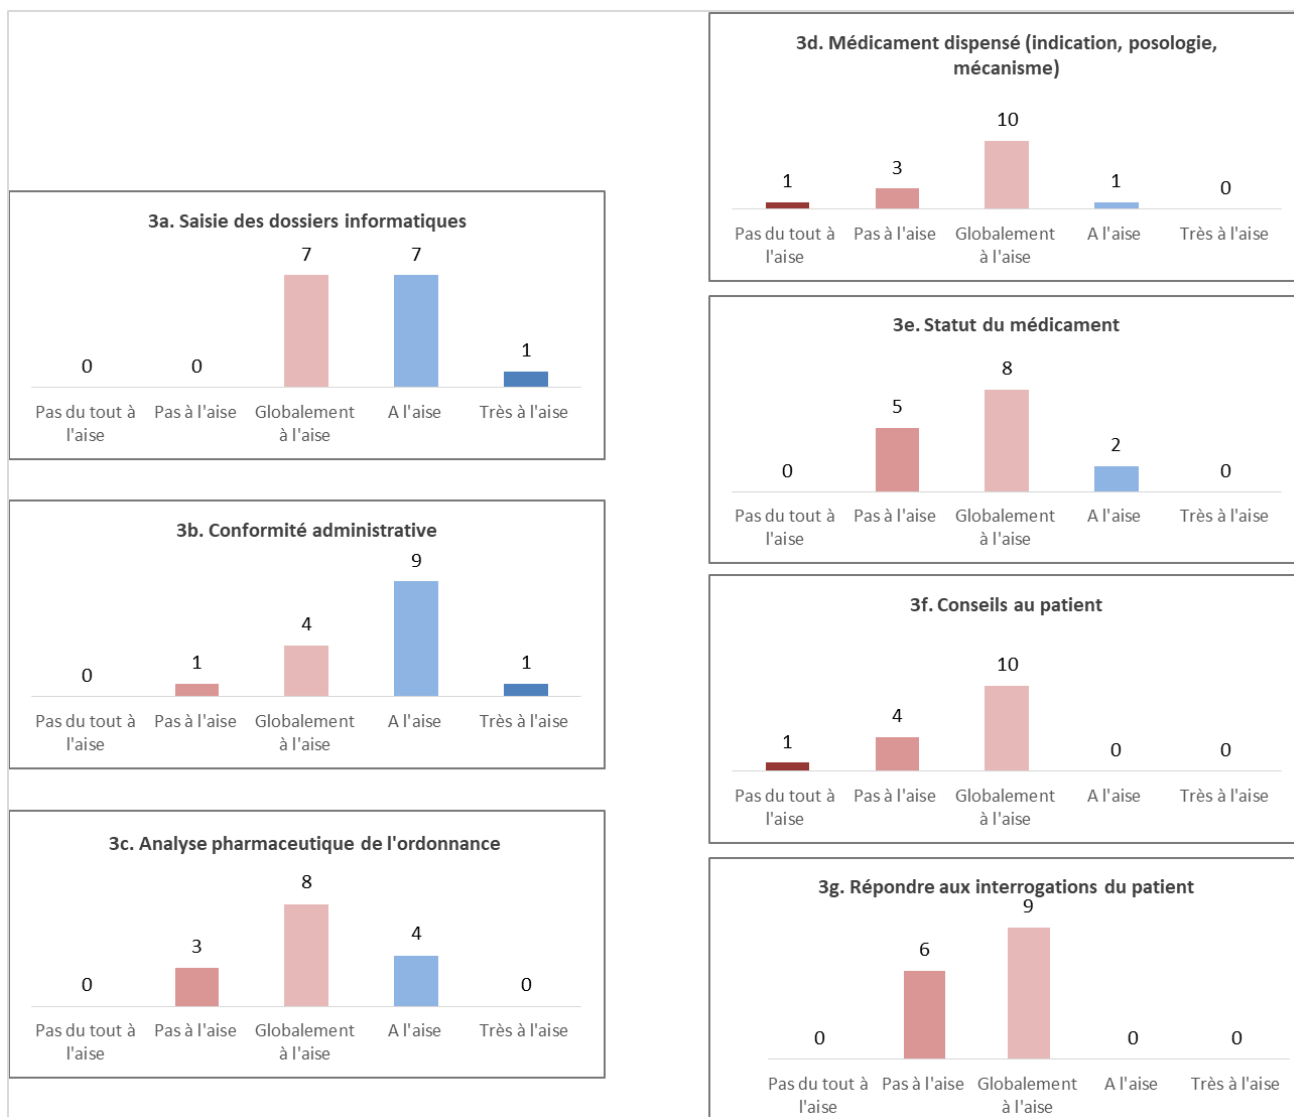 3a. Saisie des dossiers informatiques
7 7
1
0 0
Pas du tout à Pas à l'aise Globalement A l'aise Très à l'aise
l'aise à l'aise
3b. Conformité administrative
9
4
1 1
0
Pas du tout à Pas à l'aise Globalement A l'aise Très à l'aise
l'aise à l'aise
3c. Analyse pharmaceutique de l'ordonnance
8
4
3
0 0
Pas du tout à Pas à l'aise Globalement A l'aise Très à l'aise
l'aise à l'aise
3d. Médicament dispensé (indication, posologie,
mécanisme)
10
3
1 1 0
Pas du tout à Pas à l'aise Globalement A l'aise Très à l'aise
l'aise à l'aise
3e. Statut du médicament
8
5
2
0 0
Pas du tout à Pas à l'aise Globalement A l'aise Très à l'aise
l'aise à l'aise
3f. Conseils au patient
10
4
1 0 0
Pas du tout à Pas à l'aise Globalement A l'aise Très à l'aise
l'aise à l'aise
3g. Répondre aux interrogations du patient
9
6
0 0 0
Pas du tout à Pas à l'aise Globalement A l'aise Très à l'aise
l'aise à l'aise